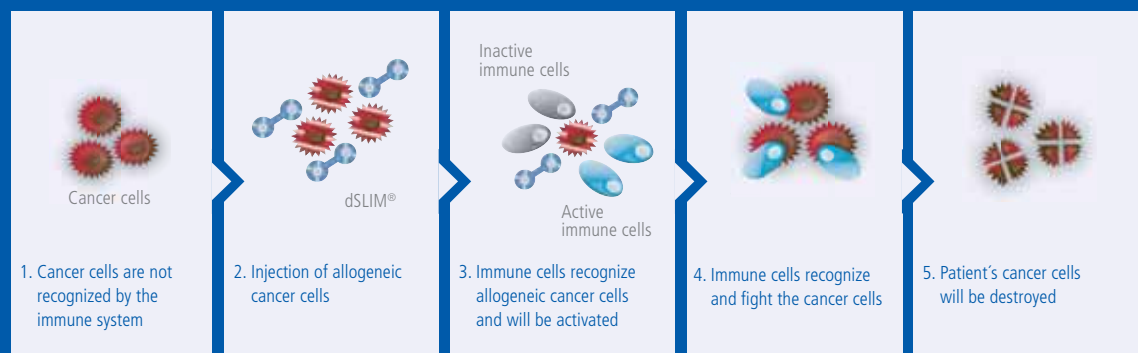 Cancer cells
1. Cancer cells are not
recognized by the
immune system
dSLIM®
2. Injection of allogeneic
cancer cells
Inactive
immune cells
Active
immune cells
3. Immune cells recognize
allogeneic cancer cells
and will be activated
4. Immune cells recognize
and fight the cancer cells
5. Patient´s cancer cells
will be destroyed